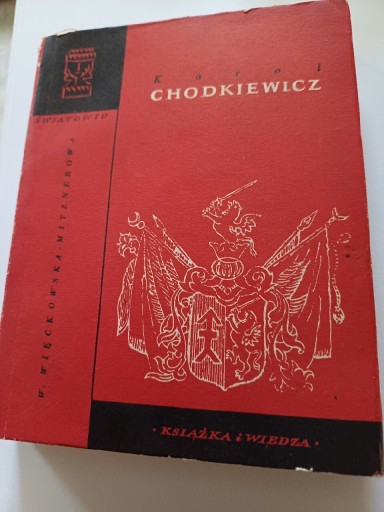 Karol
CHODKIEWICZ
ŚWIATOWID
W. WIĘCKOWSKA-MITZNEROWA
• KSIĄŻKA i WIEDZA •